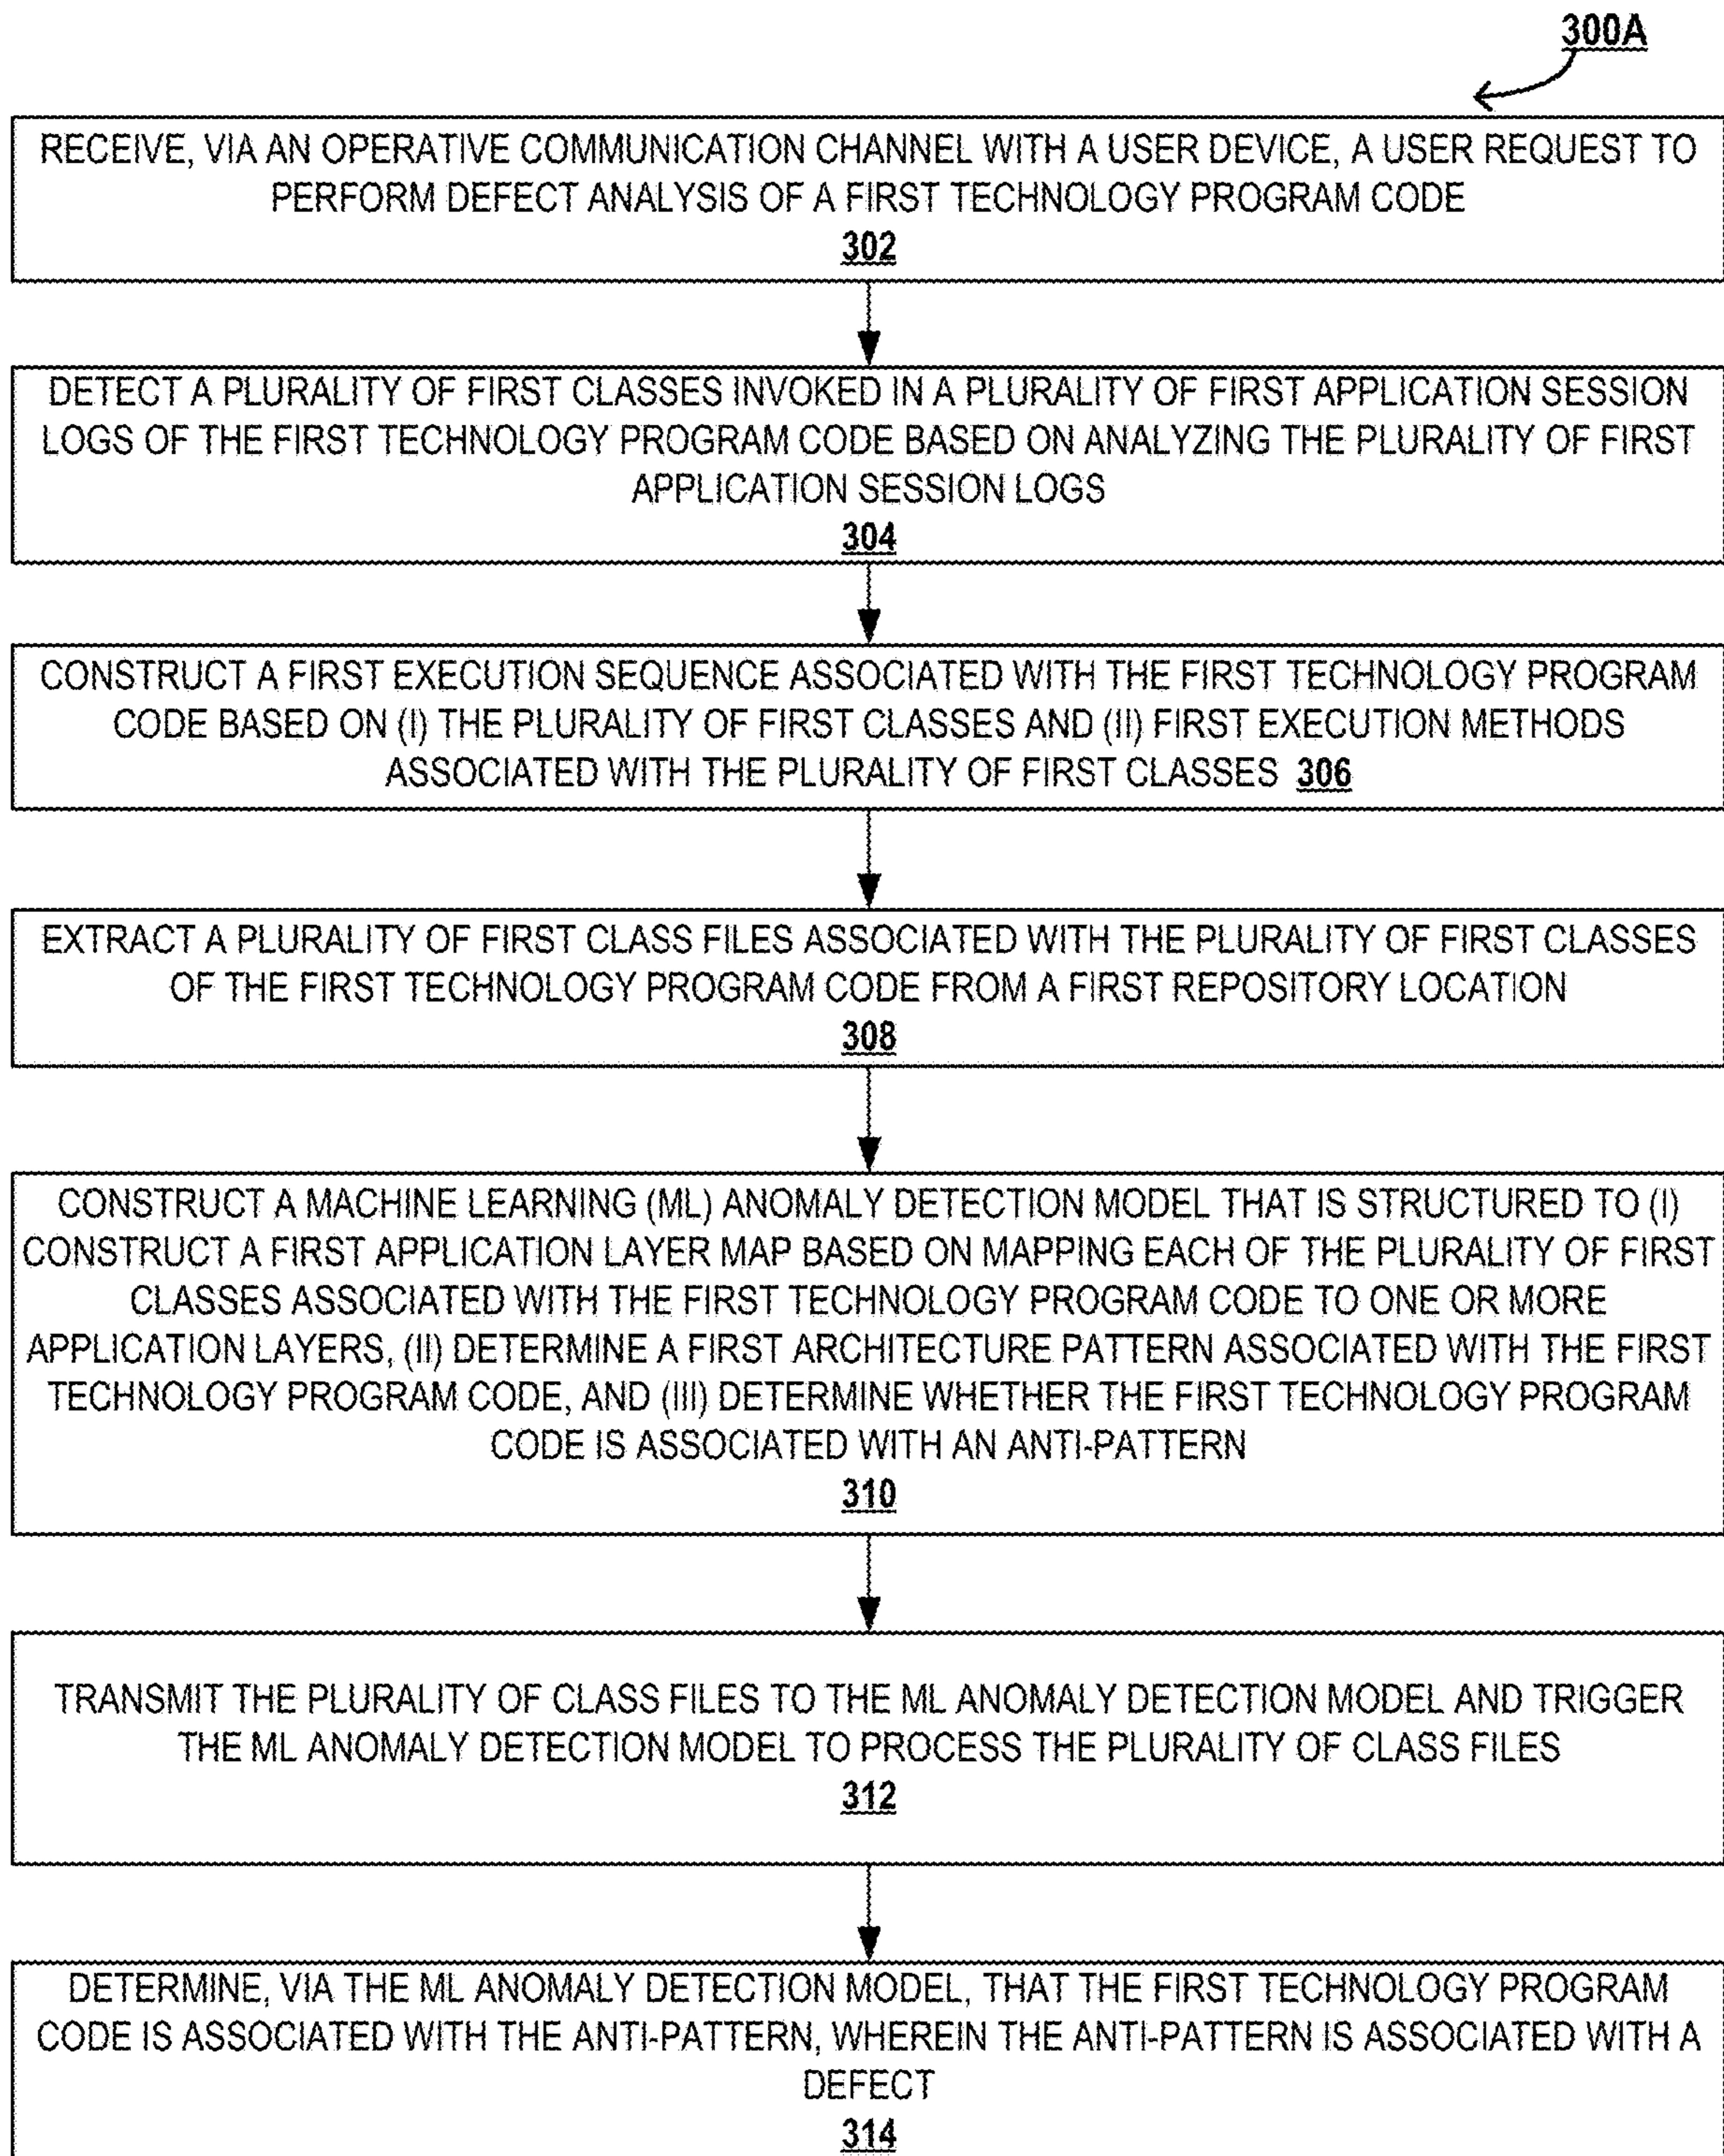 300A
RECEIVE, VIA AN OPERATIVE COMMUNICATION CHANNEL WITH A USER DEVICE, A USER REQUEST TO
PERFORM DEFECT ANALYSIS OF A FIRST TECHNOLOGY PROGRAM CODE
302
DETECT A PLURALITY OF FIRST CLASSES INVOKED IN A PLURALITY OF FIRST APPLICATION SESSION
LOGS OF THE FIRST TECHNOLOGY PROGRAM CODE BASED ON ANALYZING THE PLURALITY OF FIRST
APPLICATION SESSION LOGS
304
CONSTRUCT A FIRST EXECUTION SEQUENCE ASSOCIATED WITH THE FIRST TECHNOLOGY PROGRAM
CODE BASED ON (I) THE PLURALITY OF FIRST CLASSES AND (II) FIRST EXECUTION METHODS
ASSOCIATED WITH THE PLURALITY OF FIRST CLASSES 306
EXTRACT A PLURALITY OF FIRST CLASS FILES ASSOCIATED WITH THE PLURALITY OF FIRST CLASSES
OF THE FIRST TECHNOLOGY PROGRAM CODE FROM A FIRST REPOSITORY LOCATION
308
CONSTRUCT A MACHINE LEARNING (ML) ANOMALY DETECTION MODEL THAT IS STRUCTURED TO (I)
CONSTRUCT A FIRST APPLICATION LAYER MAP BASED ON MAPPING EACH OF THE PLURALITY OF FIRST
CLASSES ASSOCIATED WITH THE FIRST TECHNOLOGY PROGRAM CODE TO ONE OR MORE
APPLICATION LAYERS, (II) DETERMINE A FIRST ARCHITECTURE PATTERN ASSOCIATED WITH THE FIRST
TECHNOLOGY PROGRAM CODE, AND (III) DETERMINE WHETHER THE FIRST TECHNOLOGY PROGRAM
CODE IS ASSOCIATED WITH AN ANTI-PATTERN
310
TRANSMIT THE PLURALITY OF CLASS FILES TO THE ML ANOMALY DETECTION MODEL AND TRIGGER
THE ML ANOMALY DETECTION MODEL TO PROCESS THE PLURALITY OF CLASS FILES
312
DETERMINE, VIA THE ML ANOMALY DETECTION MODEL, THAT THE FIRST TECHNOLOGY PROGRAM
CODE IS ASSOCIATED WITH THE ANTI-PATTERN, WHEREIN THE ANTI-PATTERN IS ASSOCIATED WITH A
DEFECT
314